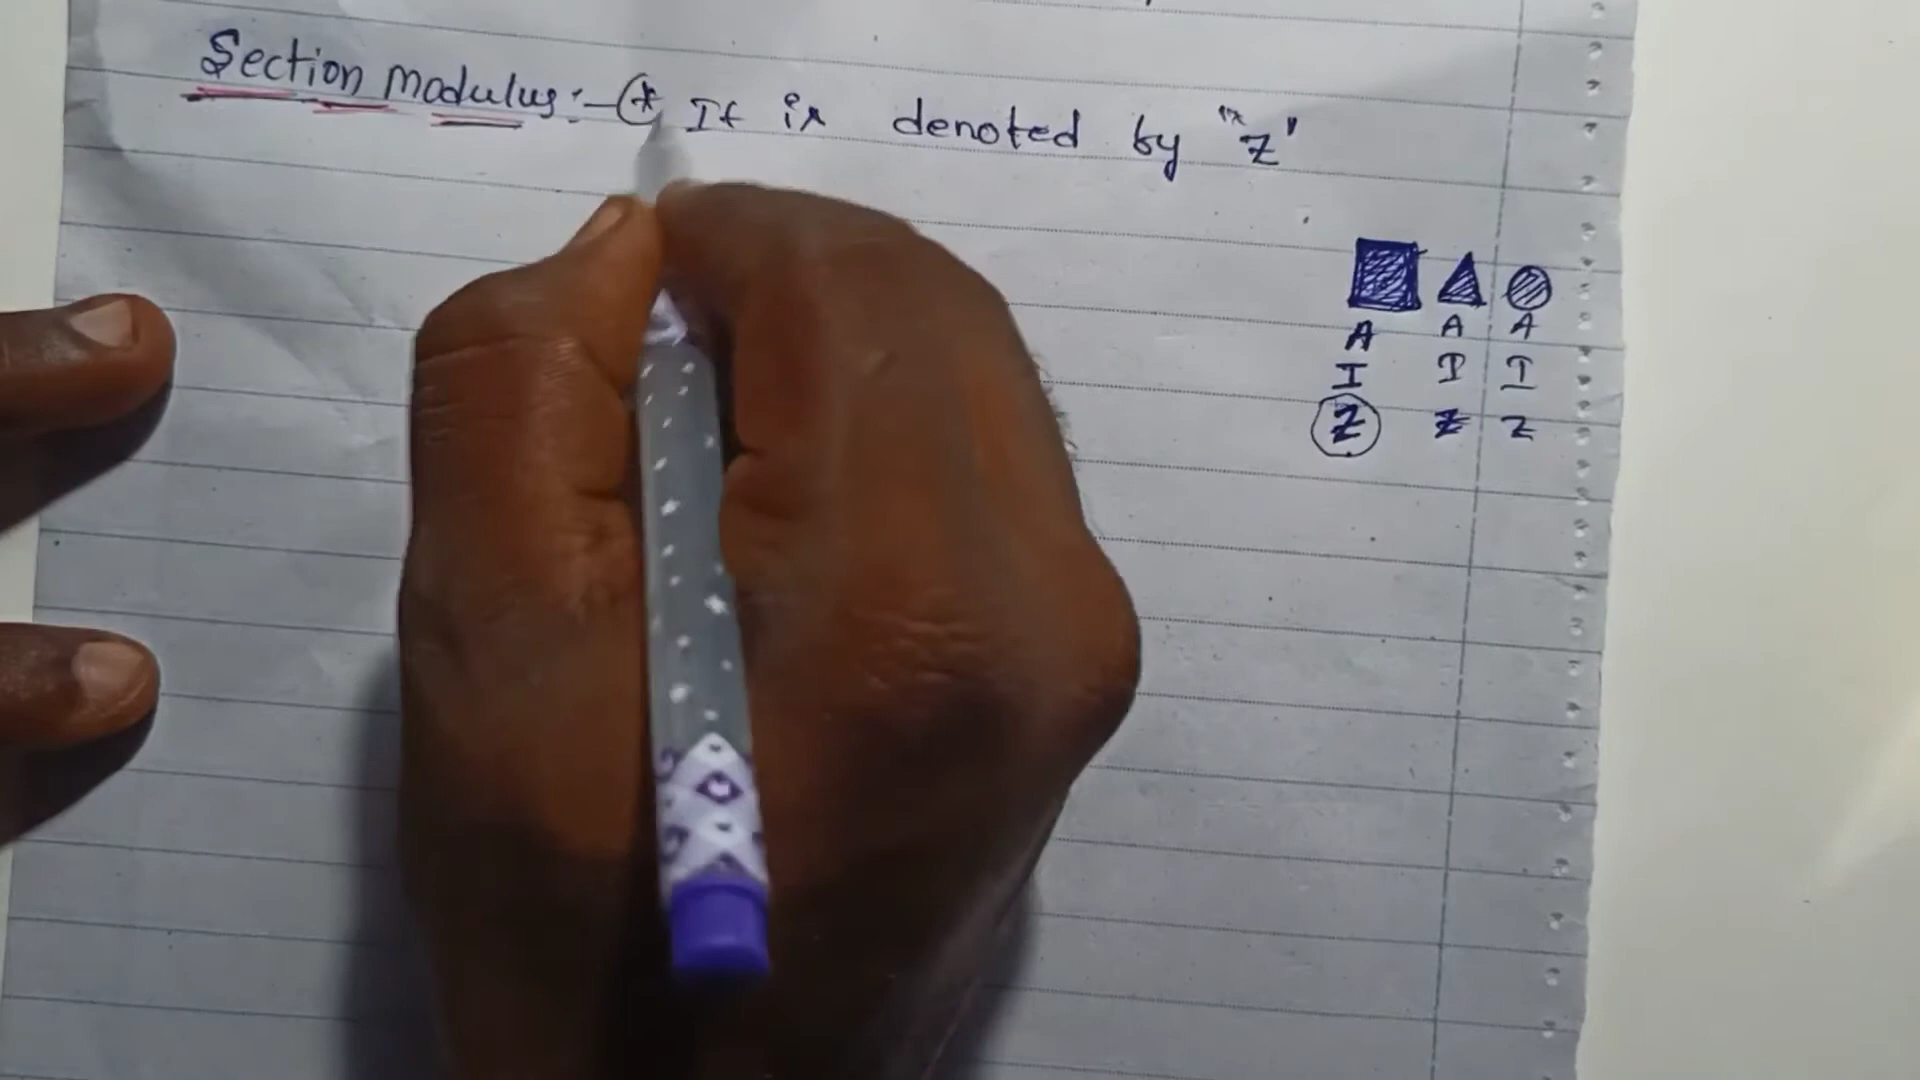 Section modulus:- * It is denoted by "Z"
A A A
I I I
Z Z Z